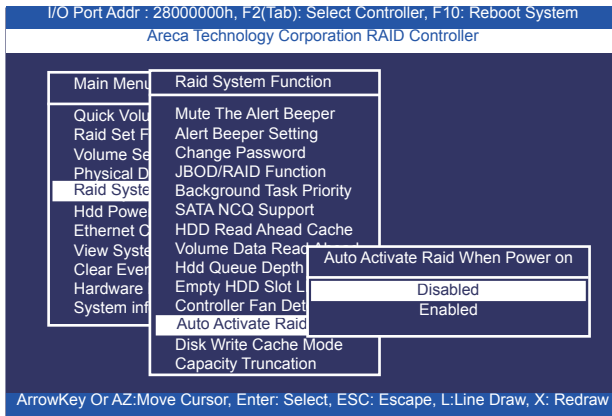 I/O Port Addr : 28000000h, F2(Tab): Select Controller, F10: Reboot System
Areca Technology Corporation RAID Controller
Main Menu
Quick Volu
Raid Set F
Volume Se
Physical D
Raid Syste
Hdd Power
Ethernet C
View Syste
Clear Even
Hardware
System inf
Raid System Function
Mute The Alert Beeper
Alert Beeper Setting
Change Password
JBOD/RAID Function
Background Task Priority
SATA NCQ Support
HDD Read Ahead Cache
Volume Data Read Ahead
Hdd Queue Depth
Empty HDD Slot L
Controller Fan Det
Auto Activate Raid
Disk Write Cache Mode
Capacity Truncation
Auto Activate Raid When Power on
Disabled
Enabled
ArrowKey Or AZ:Move Cursor, Enter: Select, ESC: Escape, L:Line Draw, X: Redraw